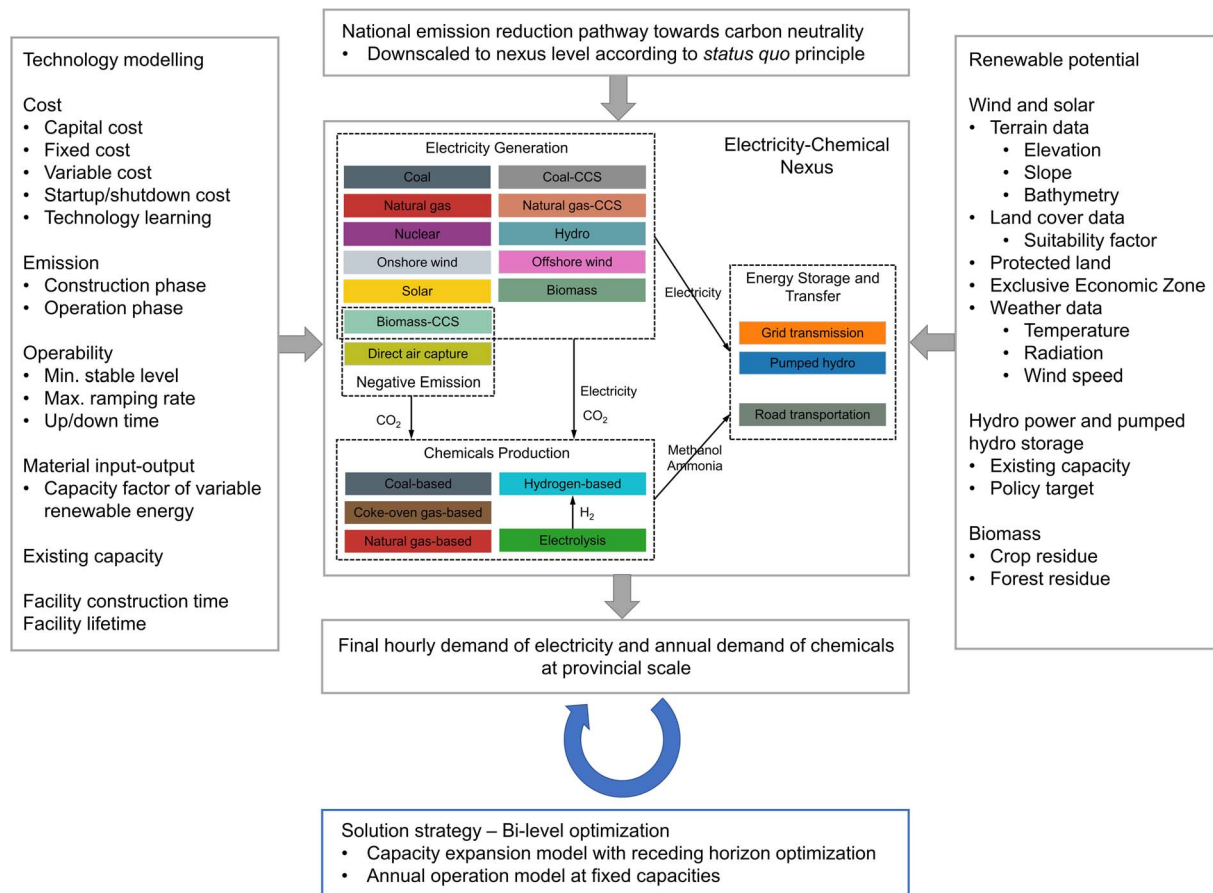 National emission reduction pathway towards carbon neutrality
• Downscaled to nexus level according to status quo principle
Technology modelling
Cost
• Capital cost
• Fixed cost
• Variable cost
• Startup/shutdown cost
• Technology learning
Emission
• Construction phase
• Operation phase
Operability
• Min. stable level
• Max. ramping rate
• Up/down time
Material input-output
• Capacity factor of variable
renewable energy
Existing capacity
Facility construction time
Facility lifetime
Electricity-Chemical
Nexus
Electricity Generation
Coal
Coal-CCS
Natural gas
Natural gas-CCS
Nuclear
Hydro
Onshore wind
Offshore wind
Solar
Biomass
Biomass-CCS
Direct air capture
Negative Emission
CO2
Electricity
CO2
Electricity
Energy Storage and
Transfer
Grid transmission
Pumped hydro
Road transportation
Methanol
Ammonia
Chemicals Production
Coal-based
Hydrogen-based
Coke-oven gas-based
H2
Natural gas-based
Electrolysis
Renewable potential
Wind and solar
• Terrain data
• Elevation
• Slope
• Bathymetry
• Land cover data
• Suitability factor
• Protected land
• Exclusive Economic Zone
• Weather data
• Temperature
• Radiation
• Wind speed
Hydro power and pumped
hydro storage
• Existing capacity
• Policy target
Biomass
• Crop residue
• Forest residue
Final hourly demand of electricity and annual demand of chemicals
at provincial scale
Solution strategy – Bi-level optimization
• Capacity expansion model with receding horizon optimization
• Annual operation model at fixed capacities